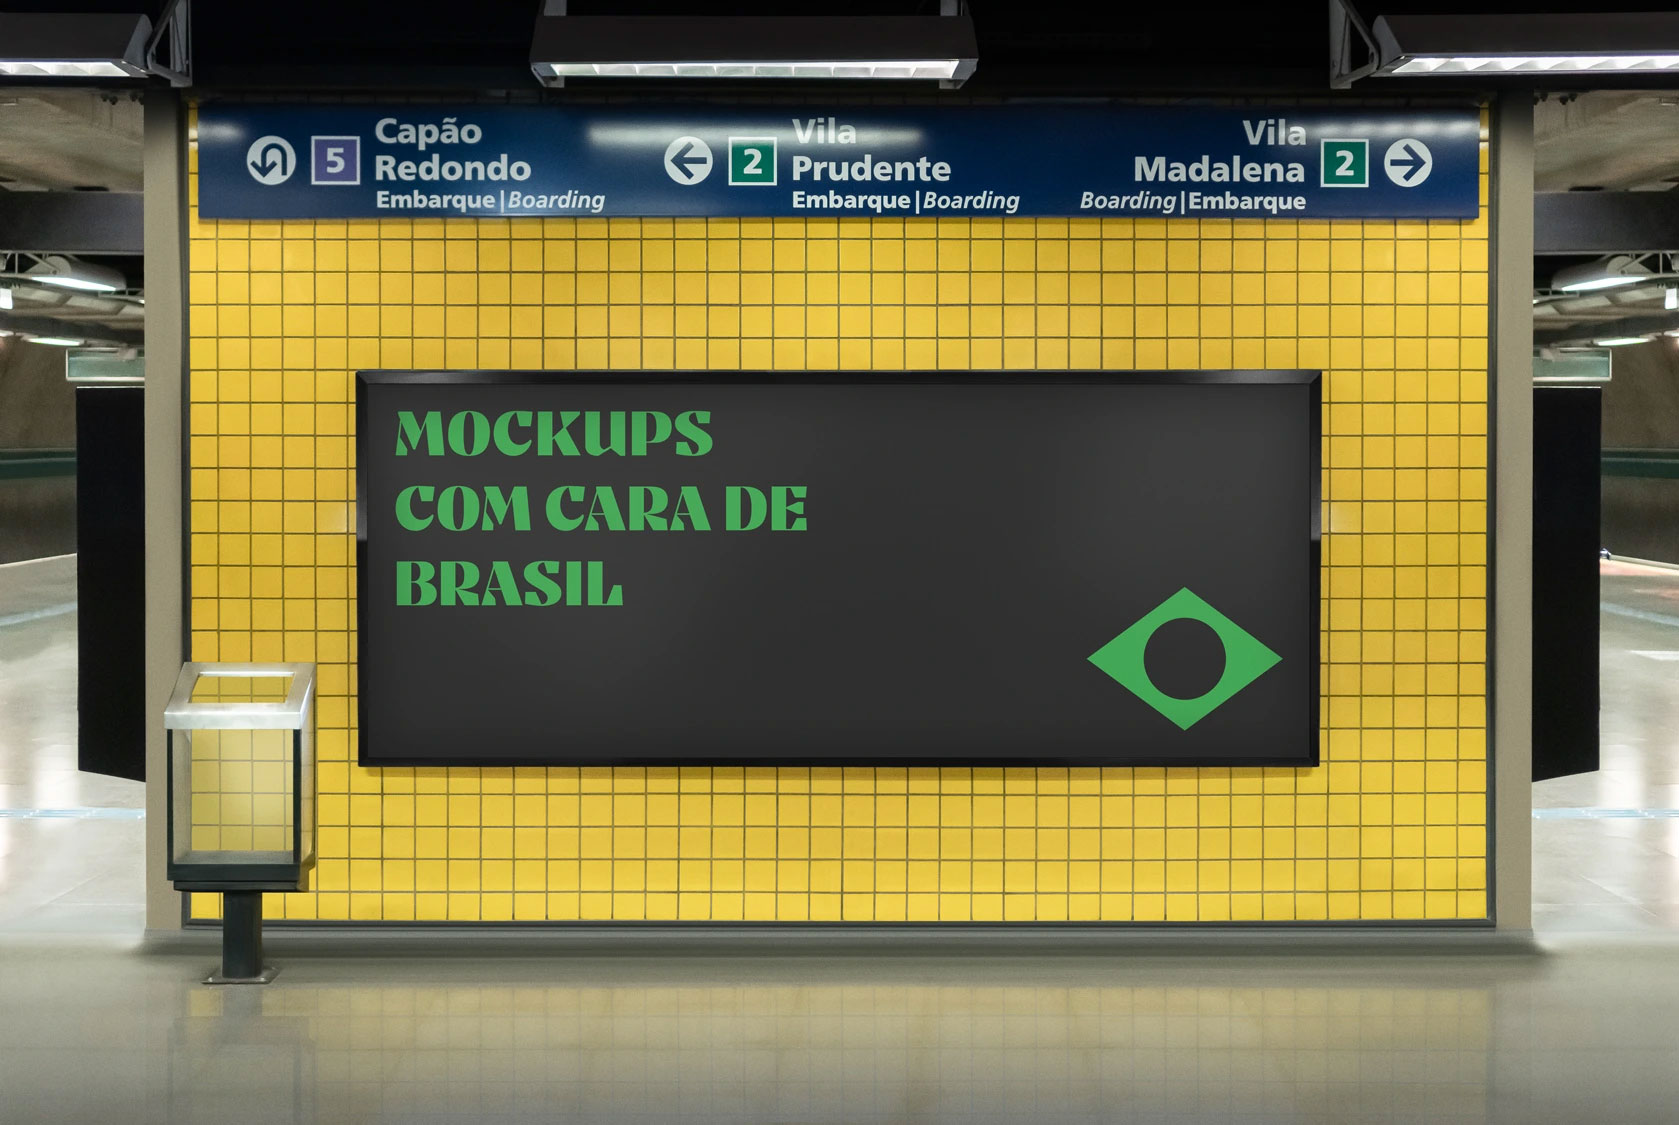 5 Capão
Redondo
Embarque|Boarding
2 Vila
Prudente
Embarque|Boarding
Vila
Madalena 2
Boarding|Embarque
MOCKUPS
COM CARA DE
BRASIL